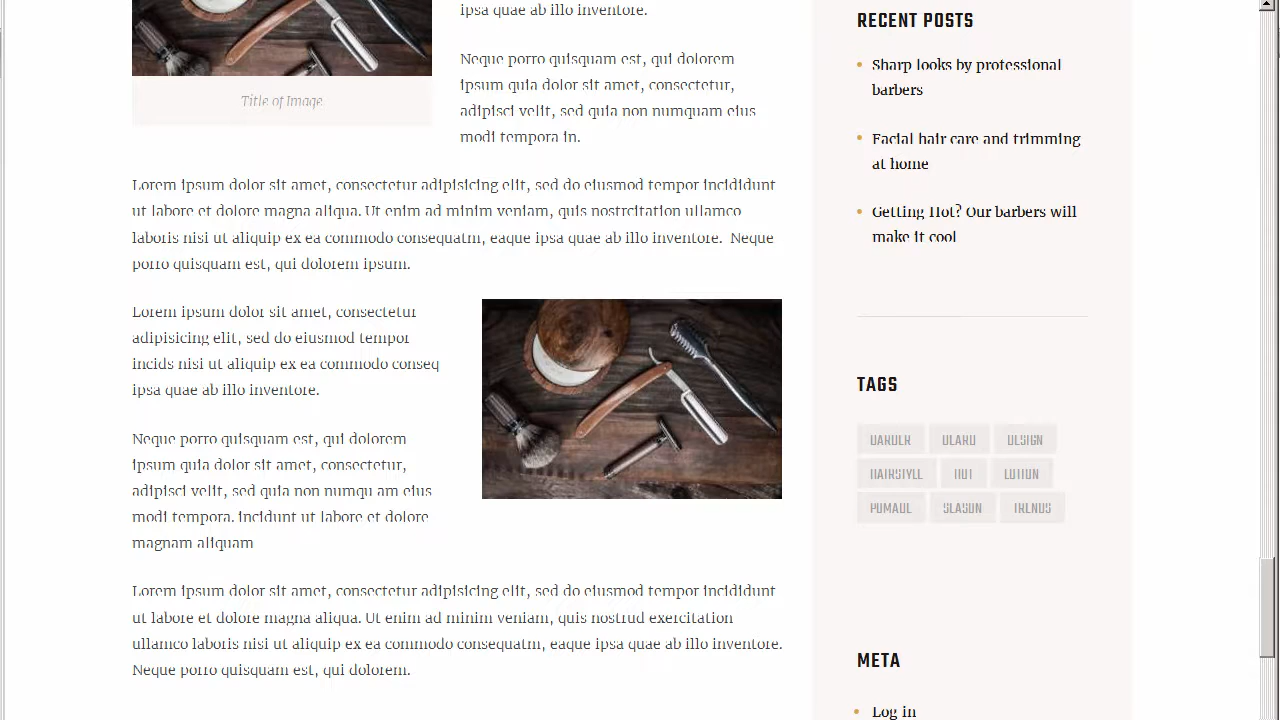 ipsa quae ab illo inventore.
Neque porro quisquam est, qui dolorem
ipsum quia dolor sit amet, consectetur,
adipisci velit, sed quia non numquam eius
modi tempora in.
Title of Image
Lorem ipsum dolor sit amet, consectetur adipisicing elit, sed do eiusmod tempor incididunt
ut labore et dolore magna aliqua. Ut enim ad minim veniam, quis nostrcitation ullamco
laboris nisi ut aliquip ex ea commodo consequatm, eaque ipsa quae ab illo inventore.  Neque
porro quisquam est, qui dolorem ipsum.
Lorem ipsum dolor sit amet, consectetur
adipisicing elit, sed do eiusmod tempor
incids nisi ut aliquip ex ea commodo conseq
ipsa quae ab illo inventore.
Neque porro quisquam est, qui dolorem
ipsum quia dolor sit amet, consectetur,
adipisci velit, sed quia non numqu am eius
modi tempora. incidunt ut labore et dolore
magnam aliquam
Lorem ipsum dolor sit amet, consectetur adipisicing elit, sed do eiusmod tempor incididunt
ut labore et dolore magna aliqua. Ut enim ad minim veniam, quis nostrud exercitation
ullamco laboris nisi ut aliquip ex ea commodo consequatm, eaque ipsa quae ab illo inventore.
Neque porro quisquam est, qui dolorem.
RECENT POSTS
Sharp looks by professional
barbers
Facial hair care and trimming
at home
Getting Hot? Our barbers will
make it cool
TAGS
BARBER BEARD DESIGN
HAIRSTYLE HOT LOTION
POMADE SEASON TRENDS
META
Log in